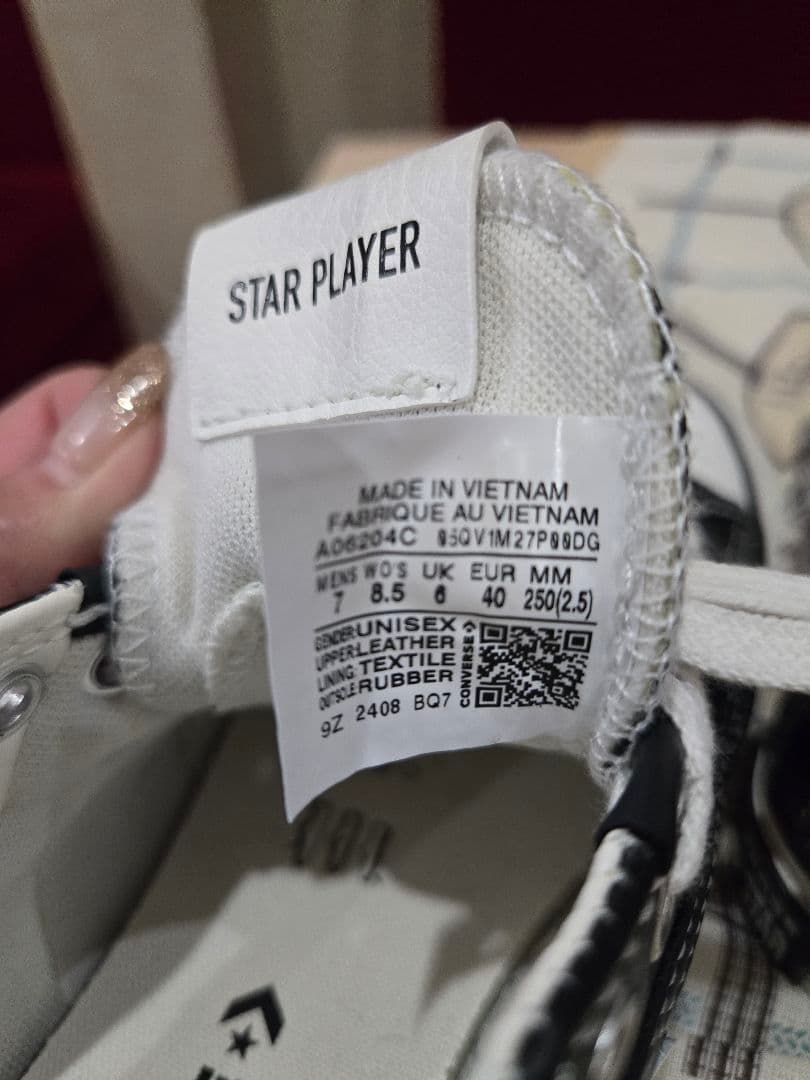 STAR PLAYER
MADE IN VIETNAM
FABRIQUE AU VIETNAM
A06204C
MENS WO'S UK EUR MM
7 8.5 6 40 250(2.5)
GENDER:UNISEX
UPPER:LEATHER
LINING:TEXTILE
OUTSOLE:RUBBER
CONVERSE
9Z 2408 BQ7